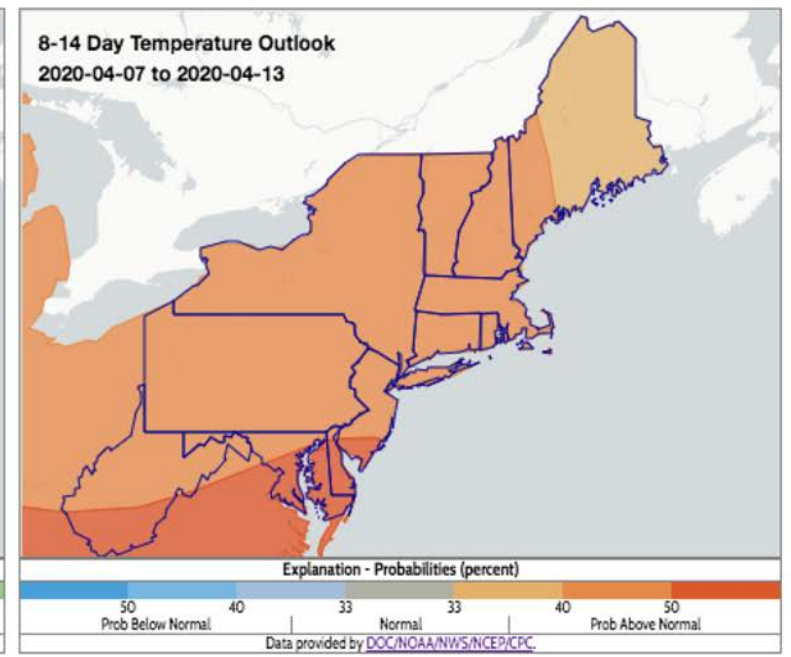 8-14 Day Temperature Outlook
2020-04-07 to 2020-04-13
Explanation - Probabilities (percent)
50 40 33 33 40 50
Prob Below Normal | Normal | Prob Above Normal
Data provided by DOC/NOAA/NWS/NCEP/CPC.